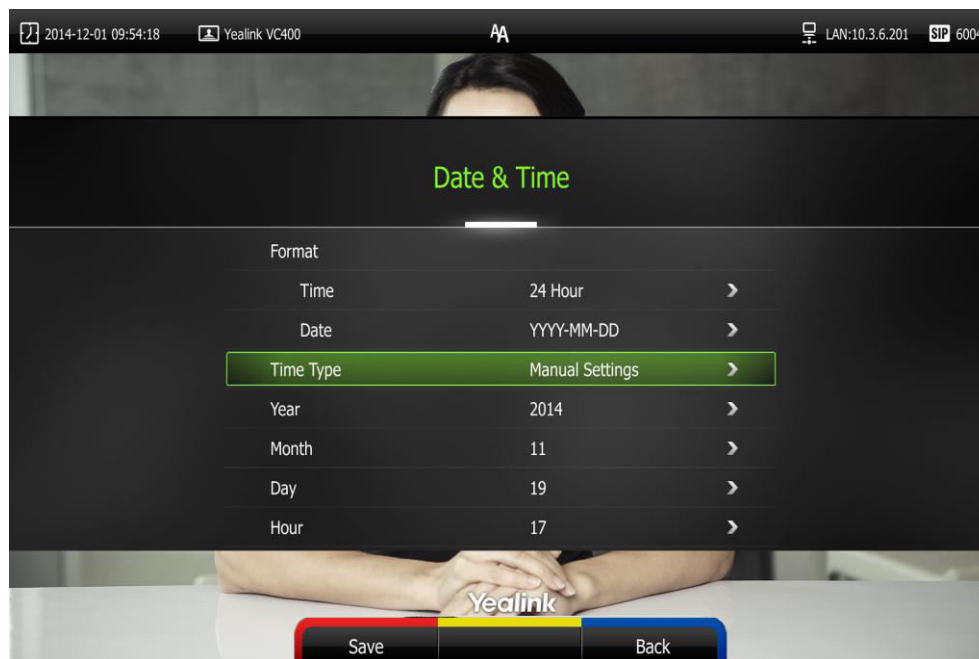 2014-12-01 09:54:18 Yealink VC400 AA LAN:10.3.6.201 SIP 6004
Date & Time
Format
Time 24 Hour
Date YYYY-MM-DD
Time Type Manual Settings
Year 2014
Month 11
Day 19
Hour 17
Yealink
Save Back